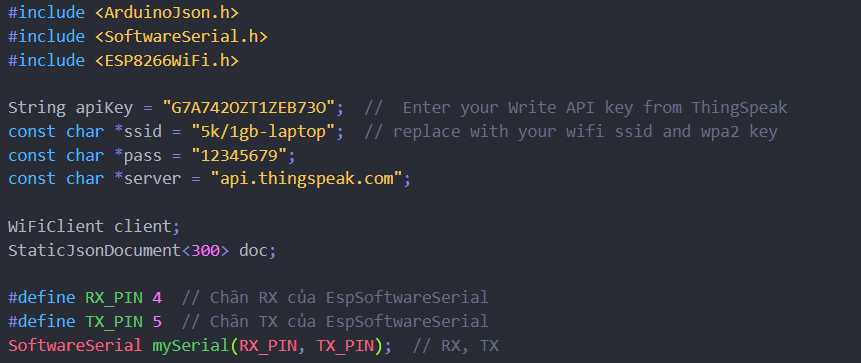 #include <ArduinoJson.h>
#include <SoftwareSerial.h>
#include <ESP8266WiFi.h>
String apiKey = "G7A742OZT1ZEB73O";  //  Enter your Write API key from ThingSpeak
const char *ssid = "5k/1gb-laptop";  // replace with your wifi ssid and wpa2 key
const char *pass = "12345679";
const char *server = "api.thingspeak.com";
WiFiClient client;
StaticJsonDocument<300> doc;
#define RX_PIN 4  // Chân RX của EspSoftwareSerial
#define TX_PIN 5  // Chân TX của EspSoftwareSerial
SoftwareSerial mySerial(RX_PIN, TX_PIN);  // RX, TX